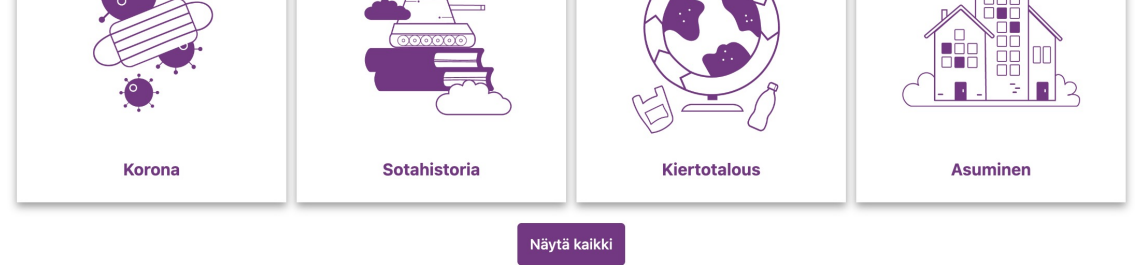 Korona
Sotahistoria
Kiertotalous
Asuminen
Näytä kaikki